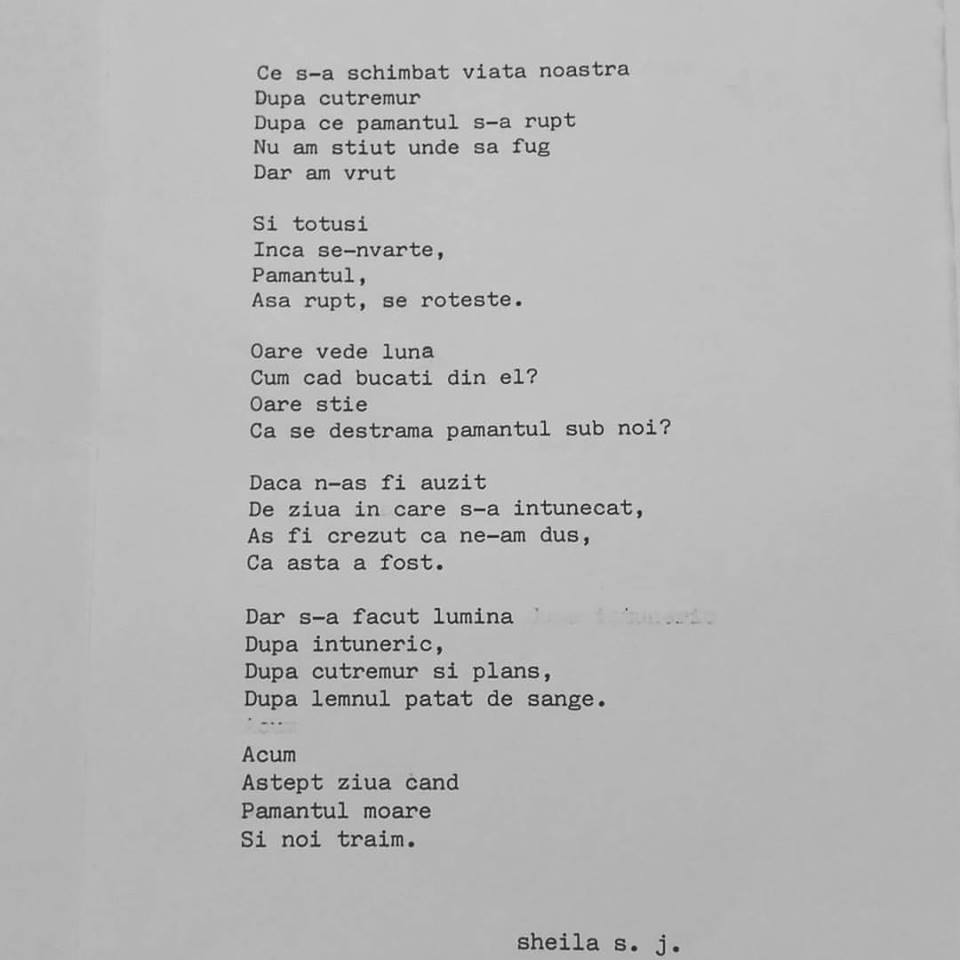 Ce s-a schimbat viata noastra
Dupa cutremur
Dupa ce pamantul s-a rupt
Nu am stiut unde sa fug
Dar am vrut
Si totusi
Inca se-nvarte,
Pamantul,
Asa rupt, se roteste.
Oare vede luna
Cum cad bucati din el?
Oare stie
Ca se destrama pamantul sub noi?
Daca n-as fi auzit
De ziua in care s-a intunecat,
As fi crezut ca ne-am dus,
Ca asta a fost.
Dar s-a facut lumina
Dupa intuneric,
Dupa cutremur si plans,
Dupa lemnul patat de sange.
Acum
Astept ziua cand
Pamantul moare
Si noi traim.
sheila s. j.